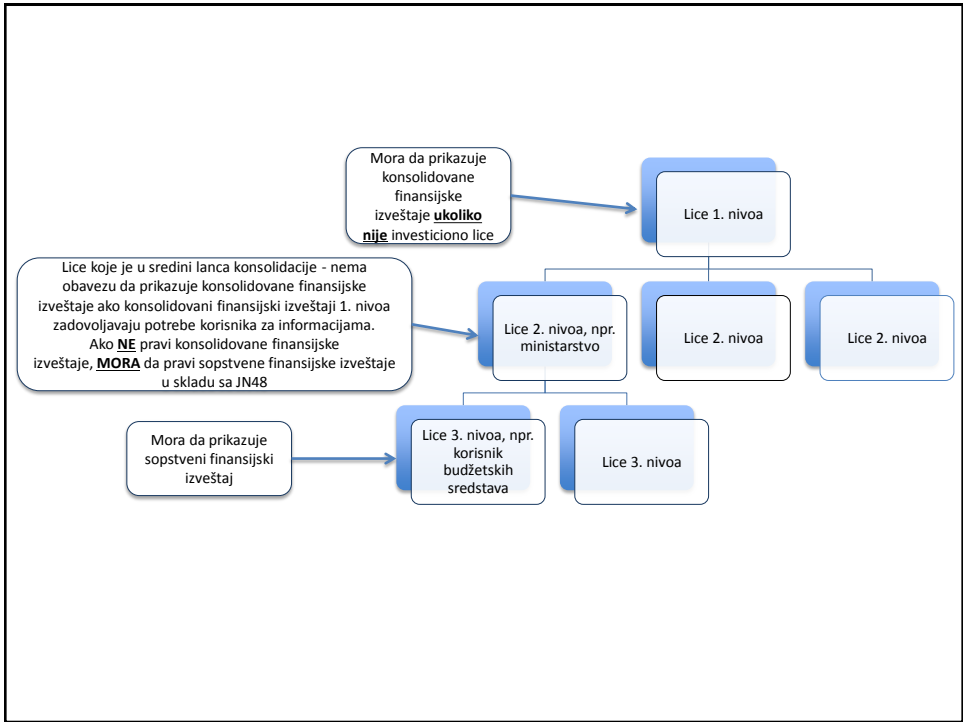 Mora da prikazuje
konsolidovane
finansijske
izveštaje ukoliko
nije investiciono lice
Lice 1. nivoa
Lice koje je u sredini lanca konsolidacije - nema
obavezu da prikazuje konsolidovane finansijske
izveštaje ako konsolidovani finansijski izveštaji 1. nivoa
zadovoljavaju potrebe korisnika za informacijama.
Ako NE pravi konsolidovane finansijske
izveštaje, MORA da pravi sopstvene finansijske izveštaje
u skladu sa JN48
Lice 2. nivoa, npr.
ministarstvo
Lice 2. nivoa
Lice 2. nivoa
Mora da prikazuje
sopstveni finansijski
izveštaj
Lice 3. nivoa, npr.
korisnik
budžetskih
sredstava
Lice 3. nivoa